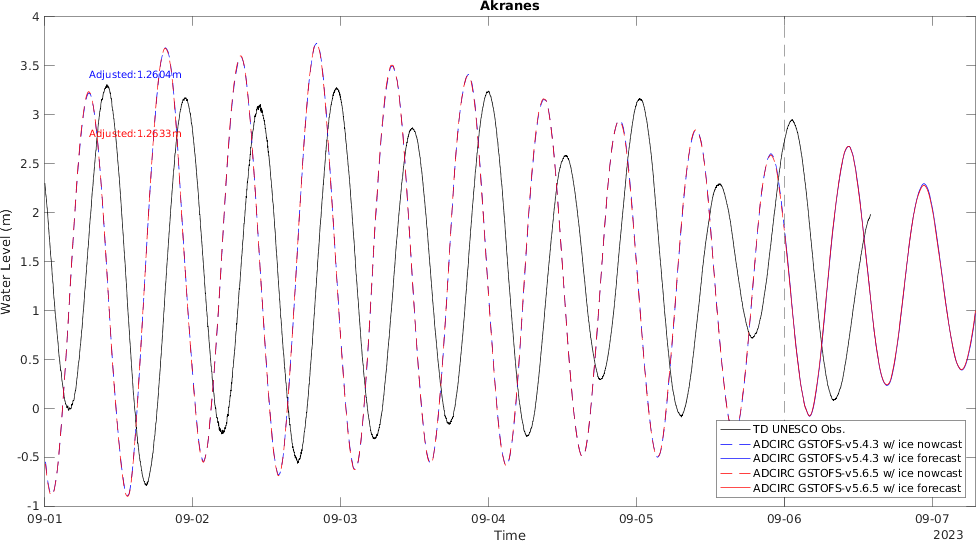 Akranes
4
3.5
3
2.5
2
1.5
1
0.5
0
-0.5
-1
Water Level (m)
Adjusted:1.2604m
Adjusted:1.2633m
TD UNESCO Obs.
ADCIRC GSTOFS-v5.4.3 w/ ice nowcast
ADCIRC GSTOFS-v5.4.3 w/ ice forecast
ADCIRC GSTOFS-v5.6.5 w/ ice nowcast
ADCIRC GSTOFS-v5.6.5 w/ ice forecast
09-01 09-02 09-03 09-04 09-05 09-06 09-07
Time
2023